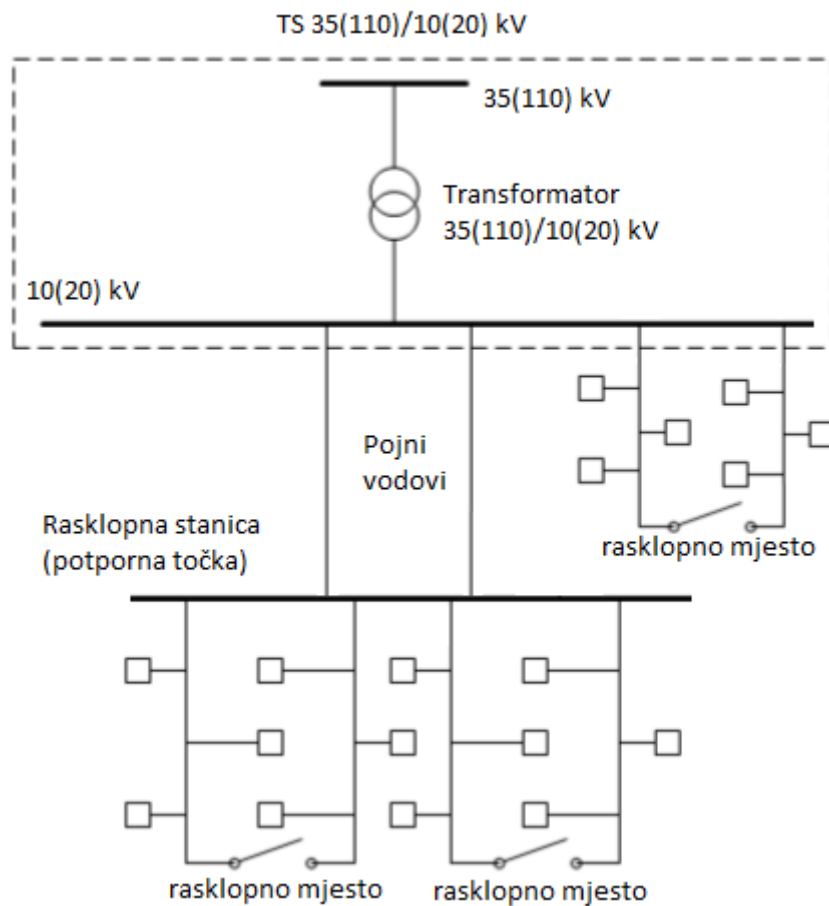 TS 35(110)/10(20) kV
35(110) kV
Transformator
35(110)/10(20) kV
10(20) kV
Pojni
vodovi
Rasklopna stanica
(potporna točka)
rasklopno mjesto
rasklopno mjesto
rasklopno mjesto